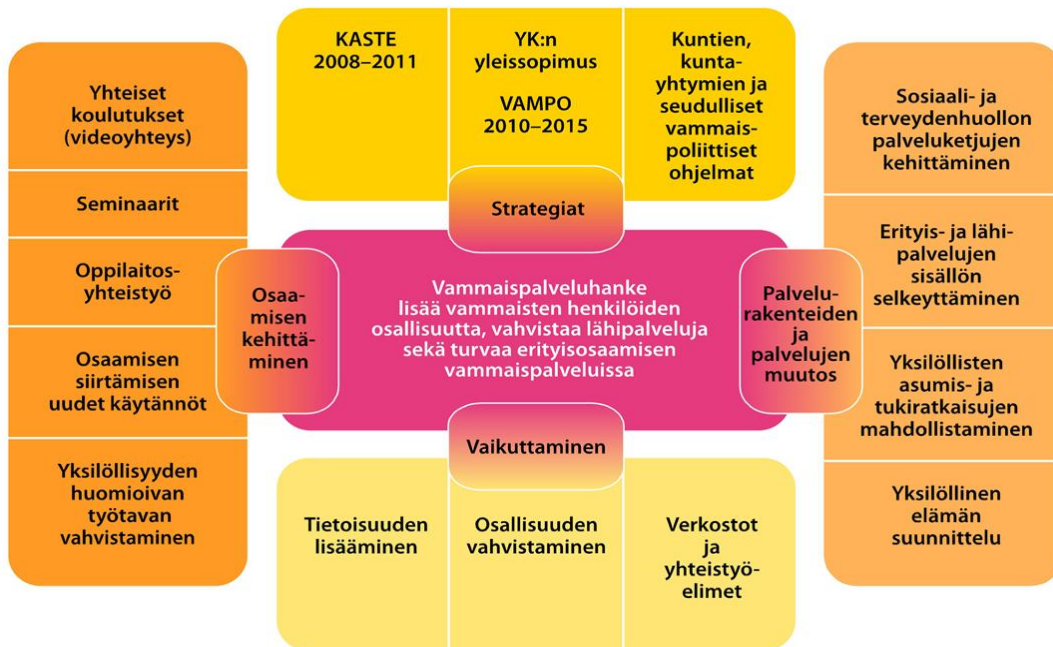 KASTE
2008–2011
YK:n
yleissopimus
VAMPO
2010–2015
Kuntien,
kunta-
yhtymien ja
seudulliset
vammais-
poliittiset
ohjelmat
Strategiat
Yhteiset
koulutukset
(videoyhteys)
Seminaarit
Oppilaitos-
yhteistyö
Osaamisen
siirtämisen
uudet käytännöt
Yksilöllisyyden
huomioivan
työtavan
vahvistaminen
Osaa-
misen
kehittä-
minen
Vammaispalveluhanke
lisää vammaisten henkilöiden
osallisuutta, vahvistaa lähipalveluja
sekä turvaa erityisosaamisen
vammaispalveluissa
Palvelu-
rakenteiden
ja
palvelujen
muutos
Sosiaali- ja
terveydenhuollon
palveluketjujen
kehittäminen
Erityis- ja lähi-
palvelujen
sisällön
selkeyttäminen
Yksilöllisten
asumis- ja
tukiratkaisujen
mahdollistaminen
Yksilöllinen
elämän
suunnittelu
Vaikuttaminen
Tietoisuuden
lisääminen
Osallisuuden
vahvistaminen
Verkostot
ja
yhteistyö-
elimet